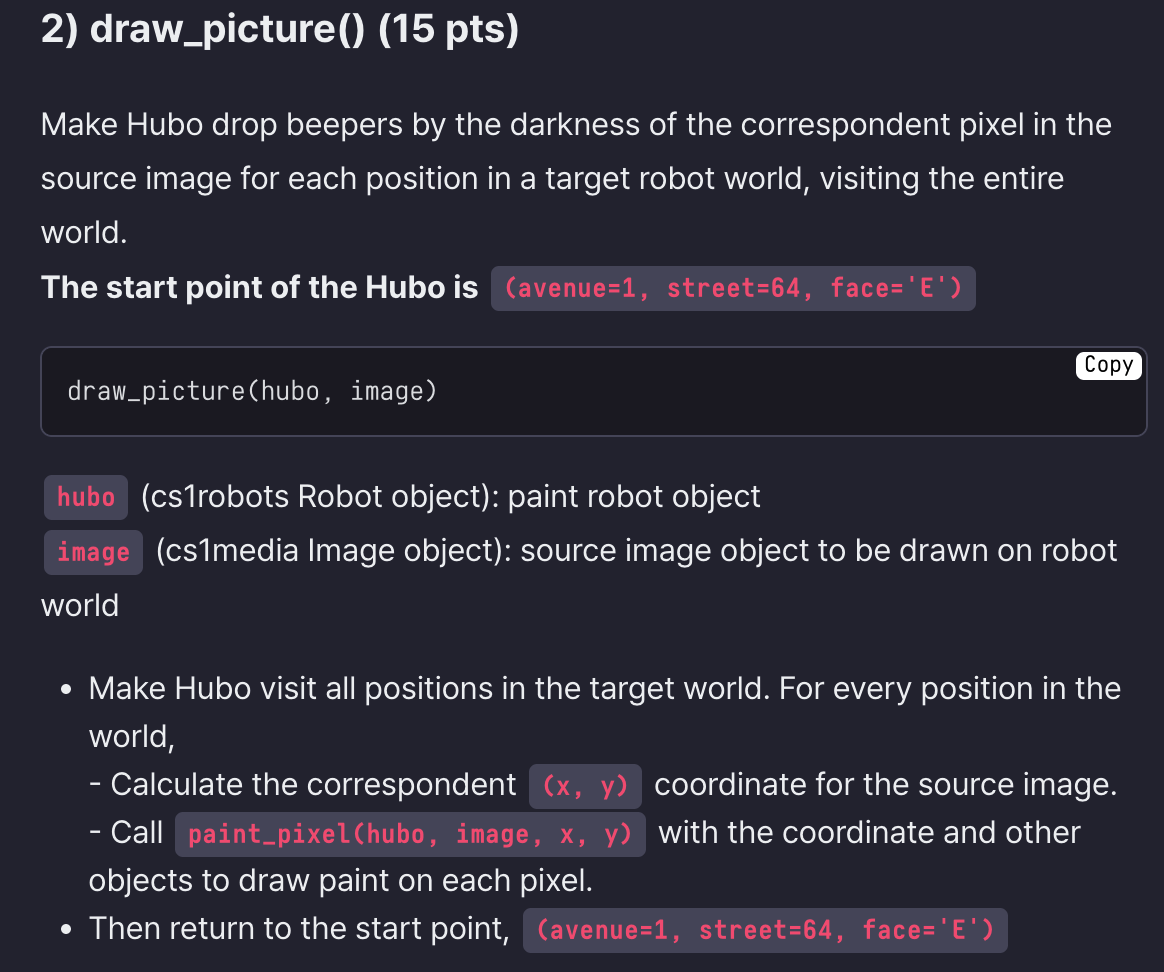 2) draw_picture() (15 pts)
Make Hubo drop beepers by the darkness of the correspondent pixel in the
source image for each position in a target robot world, visiting the entire
world.
The start point of the Hubo is (avenue=1, street=64, face='E')
Copy
draw_picture(hubo, image)
hubo (cs1robots Robot object): paint robot object
image (cs1media Image object): source image object to be drawn on robot
world
• Make Hubo visit all positions in the target world. For every position in the
world,
- Calculate the correspondent (x, y) coordinate for the source image.
- Call paint_pixel(hubo, image, x, y) with the coordinate and other
objects to draw paint on each pixel.
• Then return to the start point, (avenue=1, street=64, face='E')